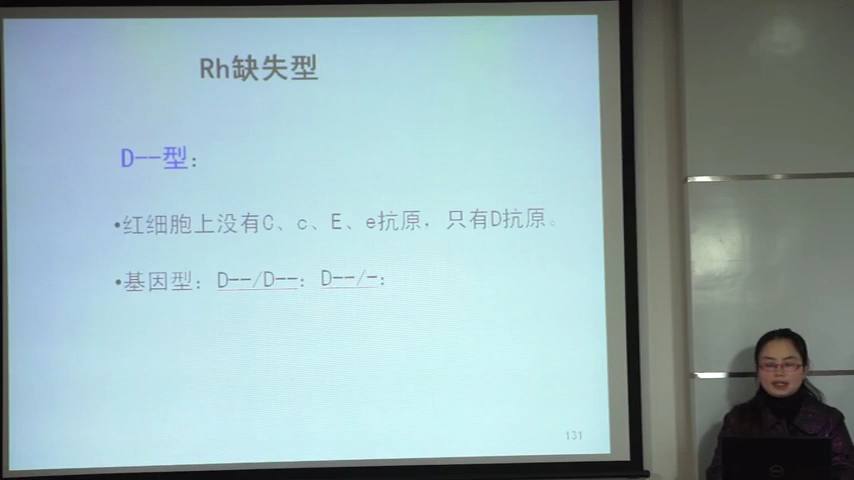 Rh缺失型
D--型：
•红细胞上没有C、c、E、e抗原，只有D抗原。
•基因型：D--/D--；D--/-；
131
DELL